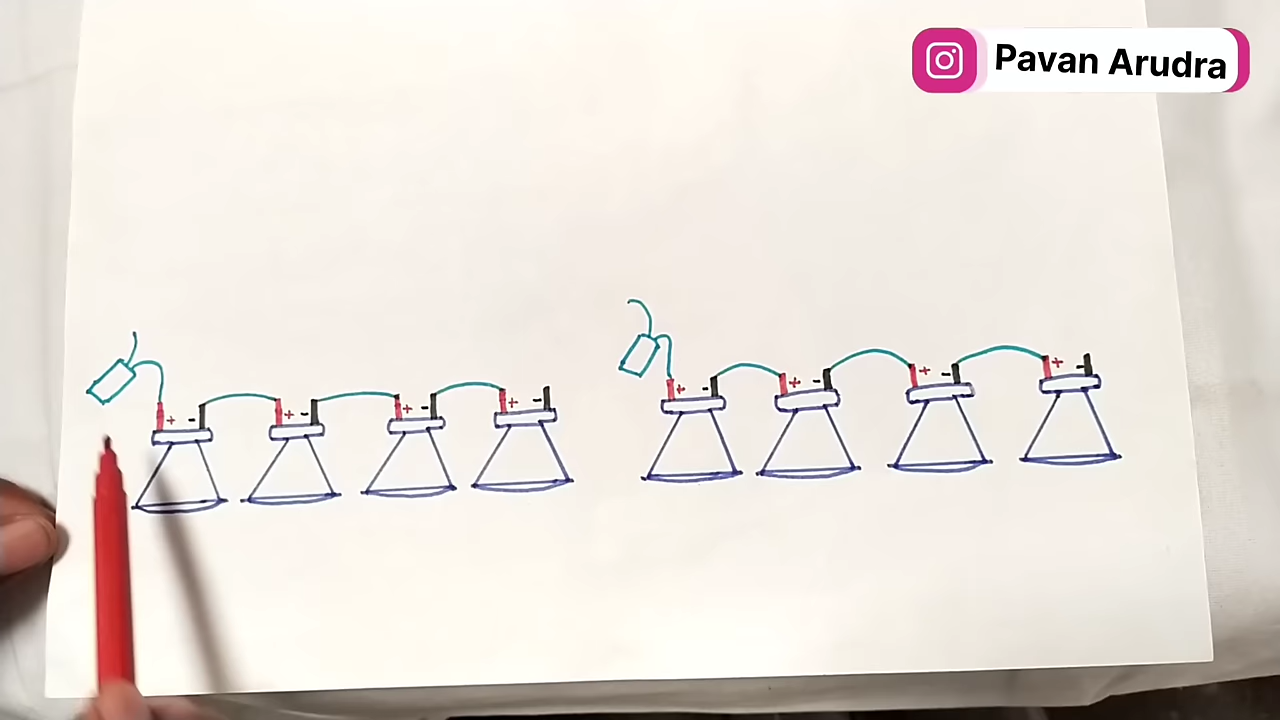 Pavan Arudra
+ - + - + - + - + - + - + - + -